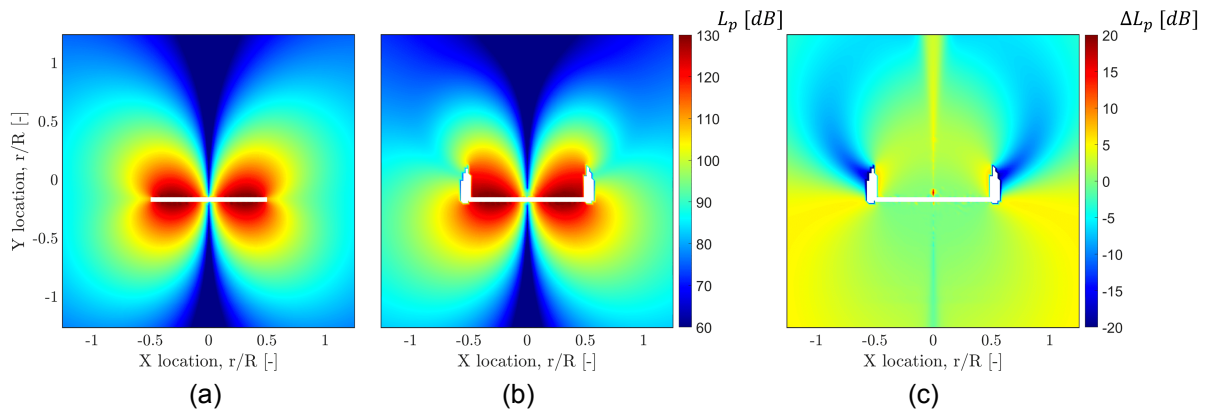 L_p [dB]
ΔL_p [dB]
130
120
110
100
90
80
70
60
20
15
10
5
0
-5
-10
-15
-20
1
0.5
0
-0.5
-1
Y location, r/R [-]
-1 -0.5 0 0.5 1
-1 -0.5 0 0.5 1
-1 -0.5 0 0.5 1
X location, r/R [-]
X location, r/R [-]
X location, r/R [-]
(a)
(b)
(c)